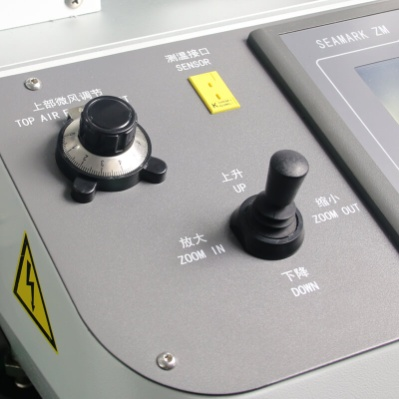 SEAMARK ZM
测温接口
SENSOR
上部微风调节
TOP AIR
上升
UP
缩小
ZOOM OUT
放大
ZOOM IN
下降
DOWN